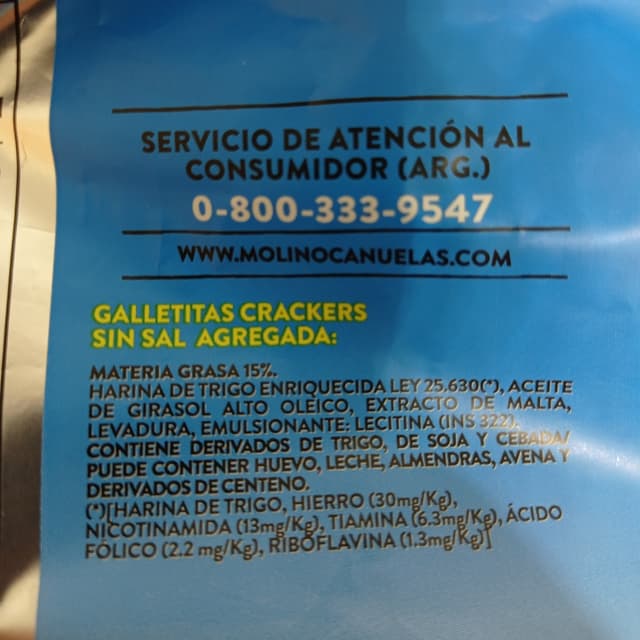 SERVICIO DE ATENCIÓN AL
CONSUMIDOR (ARG.)
0-800-333-9547
WWW.MOLINOCANUELAS.COM
GALLETITAS CRACKERS
SIN SAL AGREGADA:
MATERIA GRASA 15%.
HARINA DE TRIGO ENRIQUECIDA LEY 25.630(*), ACEITE
DE GIRASOL ALTO OLEICO, EXTRACTO DE MALTA,
LEVADURA, EMULSIONANTE: LECITINA (INS 322).
CONTIENE DERIVADOS DE TRIGO, DE SOJA Y CEBADA/
PUEDE CONTENER HUEVO, LECHE, ALMENDRAS, AVENA Y
DERIVADOS DE CENTENO.
(*)[HARINA DE TRIGO, HIERRO (30mg/Kg),
NICOTINAMIDA (13mg/Kg), TIAMINA (6.3mg/Kg), ÁCIDO
FÓLICO (2.2 mg/Kg), RIBOFLAVINA (1.3mg/Kg)]